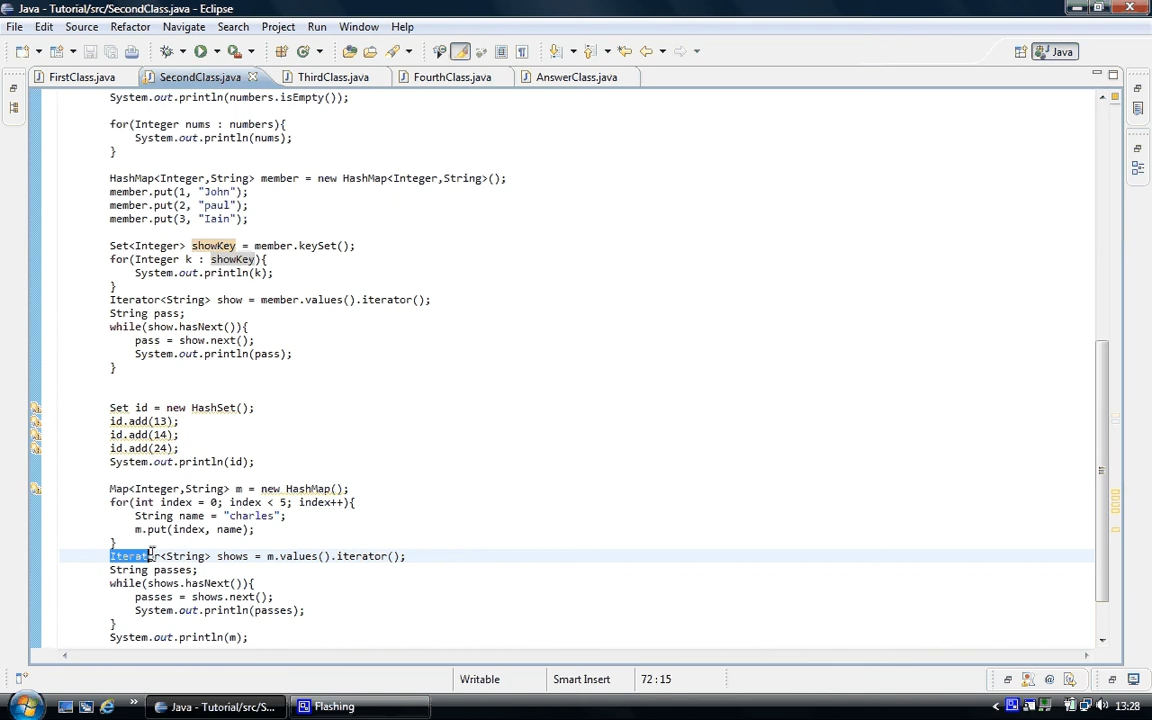 Java - Tutorial/src/SecondClass.java - Eclipse
File Edit Source Refactor Navigate Search Project Run Window Help
Java
FirstClass.java SecondClass.java ThirdClass.java FourthClass.java AnswerClass.java
System.out.println(numbers.isEmpty());
for(Integer nums : numbers){
System.out.println(nums);
}
HashMap<Integer,String> member = new HashMap<Integer,String>();
member.put(1, "John");
member.put(2, "paul");
member.put(3, "Iain");
Set<Integer> showKey = member.keySet();
for(Integer k : showKey){
System.out.println(k);
}
Iterator<String> show = member.values().iterator();
String pass;
while(show.hasNext()){
pass = show.next();
System.out.println(pass);
}
Set id = new HashSet();
id.add(13);
id.add(14);
id.add(24);
System.out.println(id);
Map<Integer,String> m = new HashMap();
for(int index = 0; index < 5; index++){
String name = "charles";
m.put(index, name);
}
Iterator<String> shows = m.values().iterator();
String passes;
while(shows.hasNext()){
passes = shows.next();
System.out.println(passes);
}
System.out.println(m);
Writable Smart Insert 72 : 15
Java - Tutorial/src/S... Flashing 13:28